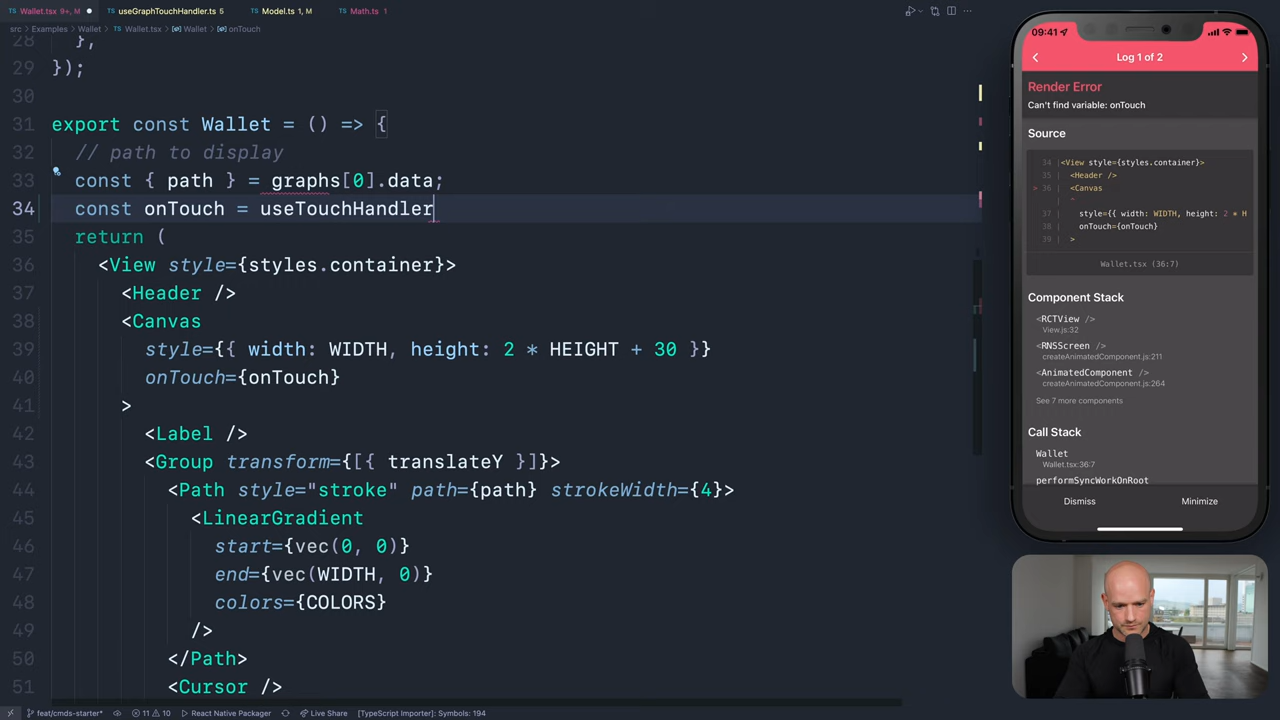 Wallet.tsx 9+, M
useGraphTouchHandler.ts 5
Model.ts 1, M
Math.ts 1
src > Examples > Wallet > Wallet.tsx > Wallet > onTouch
28 },
29 });
30
31 export const Wallet = () => {
32 // path to display
33 const { path } = graphs[0].data;
34 const onTouch = useTouchHandler
35 return (
36 <View style={styles.container}>
37 <Header />
38 <Canvas
39 style={{ width: WIDTH, height: 2 * HEIGHT + 30 }}
40 onTouch={onTouch}
41 >
42 <Label />
43 <Group transform={[{ translateY }]}>
44 <Path style="stroke" path={path} strokeWidth={4}>
45 <LinearGradient
46 start={vec(0, 0)}
47 end={vec(WIDTH, 0)}
48 colors={COLORS}
49 />
50 </Path>
51 <Cursor />
feat/cmds-starter* 11 10 React Native Packager Live Share [TypeScript Importer]: Symbols: 194
09:41
Log 1 of 2
Render Error
Can't find variable: onTouch
Source
34 | <View style={styles.container}>
35 | <Header />
> 36 | <Canvas
| ^
37 | style={{ width: WIDTH, height: 2 * H
38 | onTouch={onTouch}
39 | >
Wallet.tsx (36:7)
Component Stack
<RCTView />
View.js:32
<RNSScreen />
createAnimatedComponent.js:211
<AnimatedComponent />
createAnimatedComponent.js:264
See 7 more components
Call Stack
Wallet
Wallet.tsx:36:7
performSyncWorkOnRoot
Dismiss
Minimize